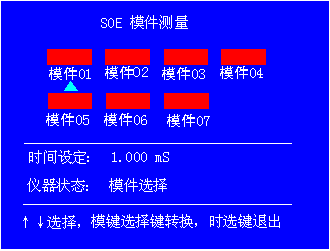 SOE 模件测量
模件01 模件02 模件03 模件04
模件05 模件06 模件07
时间设定: 1.000 mS
仪器状态: 模件选择
↑↓选择，模键选择键转换，时选键退出